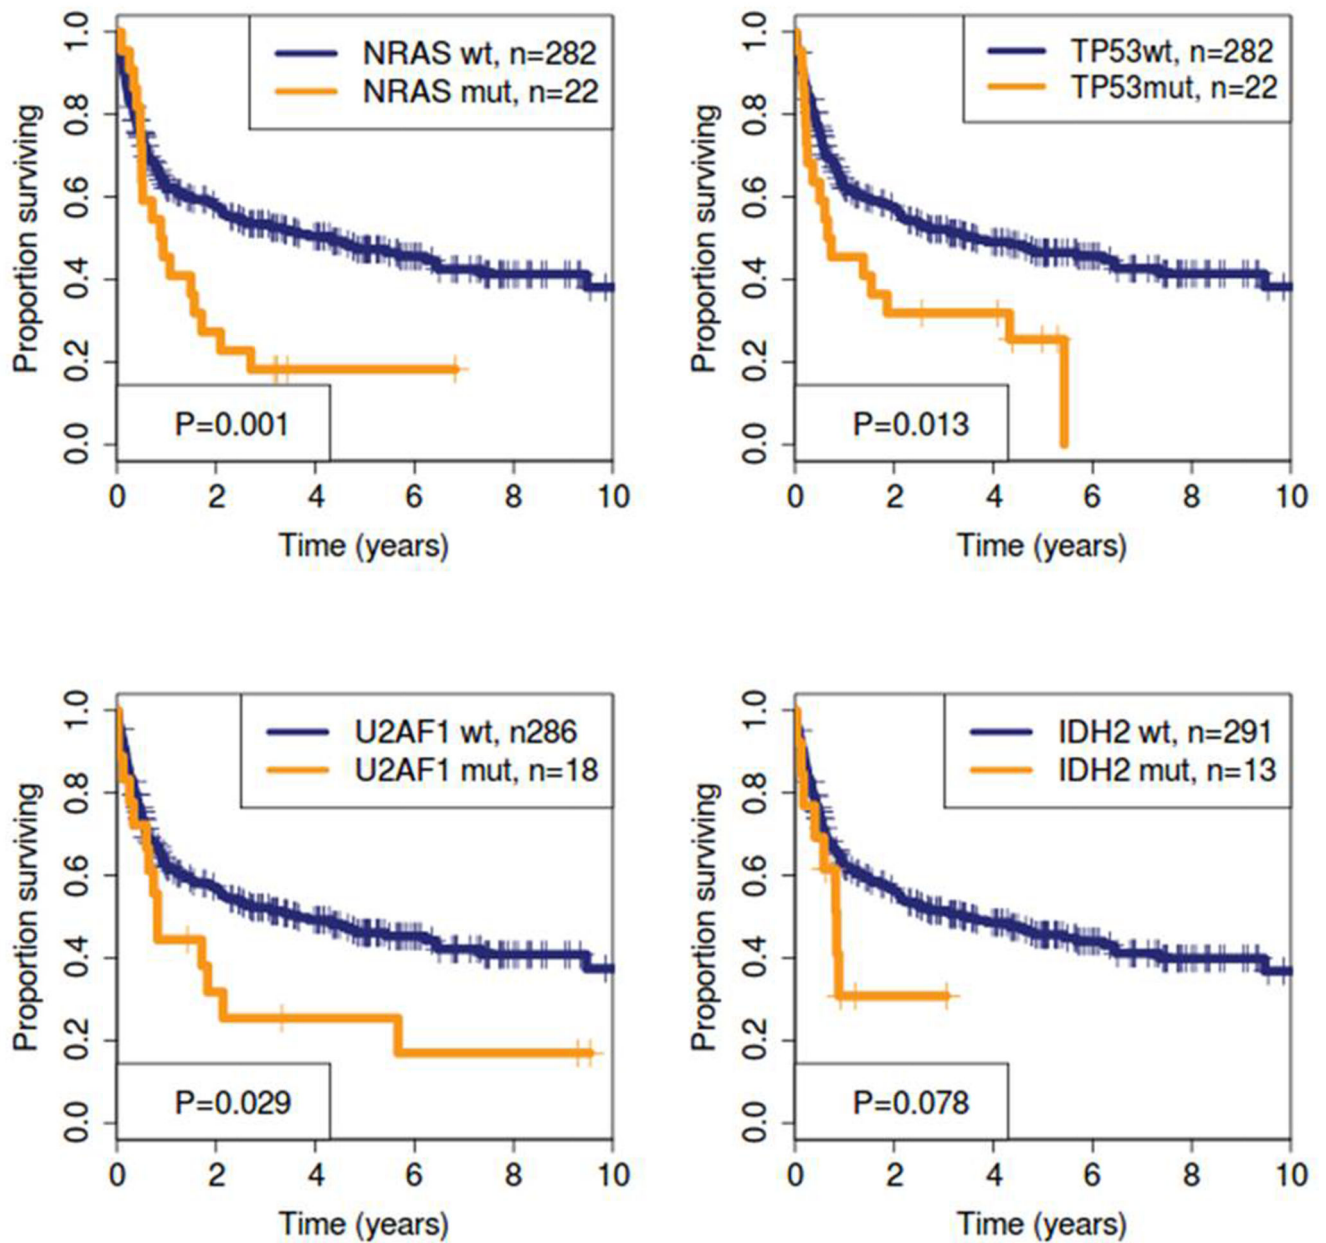 NRAS wt, n=282
NRAS mut, n=22
Proportion surviving
1.0
0.8
0.6
0.4
0.2
0.0
P=0.001
0 2 4 6 8 10
Time (years)
TP53wt, n=282
TP53mut, n=22
Proportion surviving
1.0
0.8
0.6
0.4
0.2
0.0
P=0.013
0 2 4 6 8 10
Time (years)
U2AF1 wt, n286
U2AF1 mut, n=18
Proportion surviving
1.0
0.8
0.6
0.4
0.2
0.0
P=0.029
0 2 4 6 8 10
Time (years)
IDH2 wt, n=291
IDH2 mut, n=13
Proportion surviving
1.0
0.8
0.6
0.4
0.2
0.0
P=0.078
0 2 4 6 8 10
Time (years)